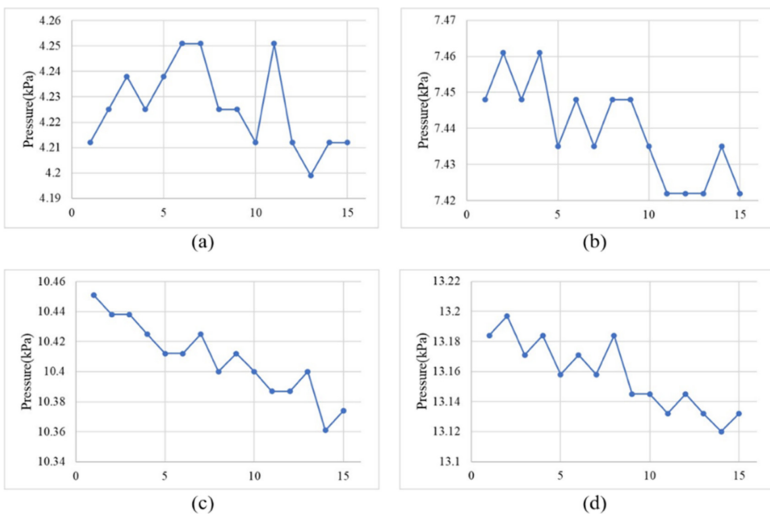 4.26
4.25
4.24
4.23
4.22
4.21
4.2
4.19
Pressure(kPa)
0 5 10 15
(a)
7.47
7.46
7.45
7.44
7.43
7.42
Pressure(kPa)
0 5 10 15
(b)
10.46
10.44
10.42
10.4
10.38
10.36
10.34
Pressure(kPa)
0 5 10 15
(c)
13.22
13.2
13.18
13.16
13.14
13.12
13.1
Pressure(kPa)
0 5 10 15
(d)